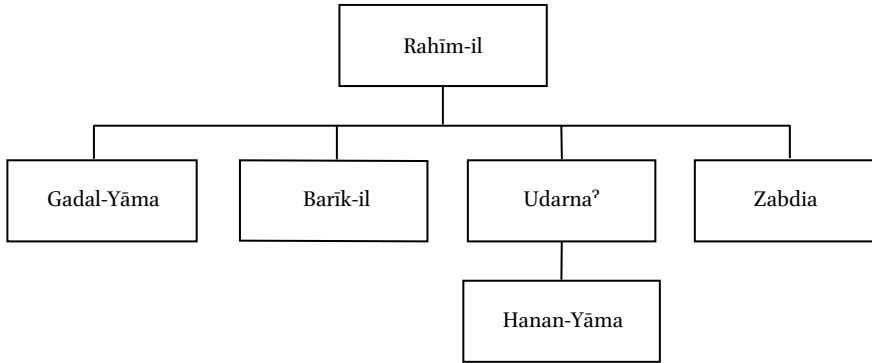 Rahīm-il
Gadal-Yāma
Barīk-il
Udarnaʾ
Zabdia
Hanan-Yāma